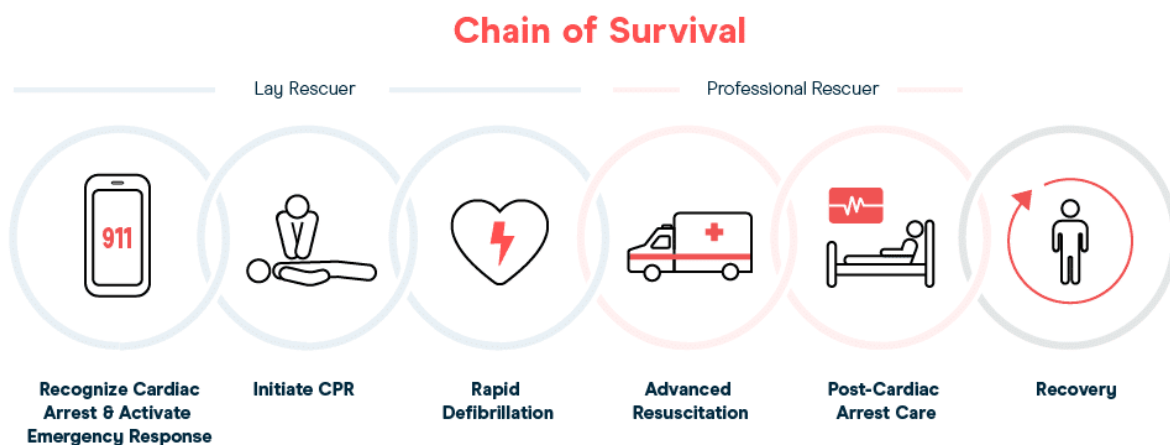 Chain of Survival
Lay Rescuer
Professional Rescuer
911
Recognize Cardiac
Arrest & Activate
Emergency Response
Initiate CPR
Rapid
Defibrillation
Advanced
Resuscitation
Post-Cardiac
Arrest Care
Recovery